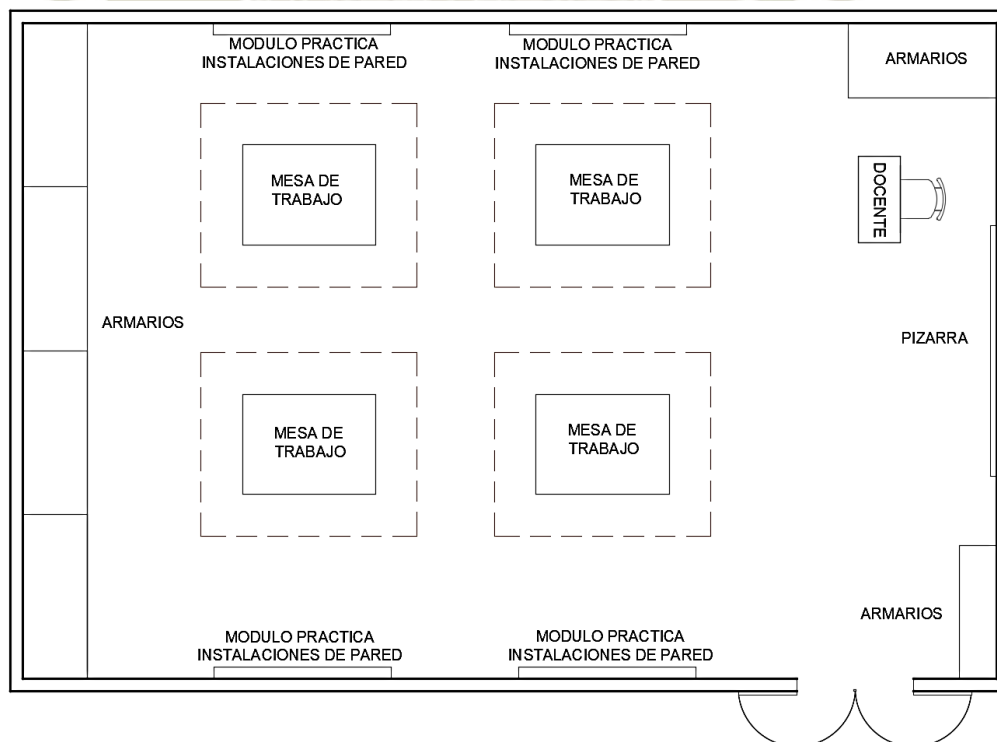 MODULO PRACTICA
INSTALACIONES DE PARED
MODULO PRACTICA
INSTALACIONES DE PARED
ARMARIOS
MESA DE
TRABAJO
MESA DE
TRABAJO
DOCENTE
ARMARIOS
PIZARRA
MESA DE
TRABAJO
MESA DE
TRABAJO
MODULO PRACTICA
INSTALACIONES DE PARED
MODULO PRACTICA
INSTALACIONES DE PARED
ARMARIOS